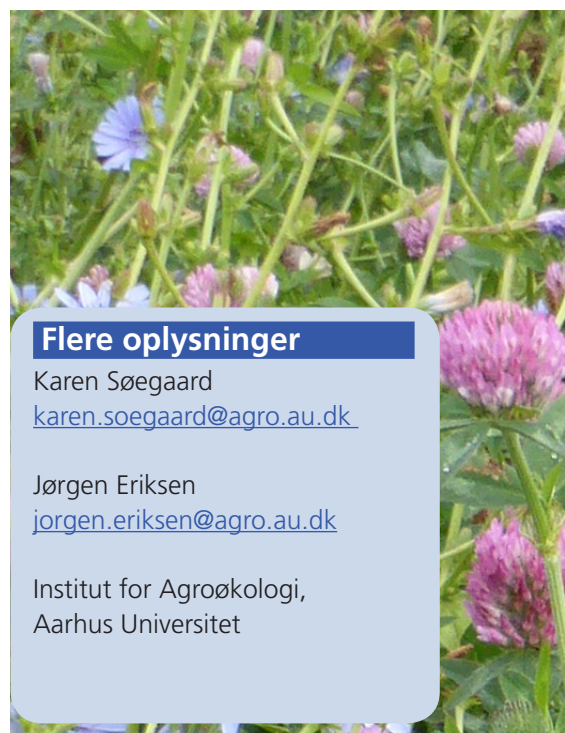 Flere oplysninger
Karen Søegaard
karen.soegaard@agro.au.dk
Jørgen Eriksen
jorgen.eriksen@agro.au.dk
Institut for Agroøkologi,
Aarhus Universitet